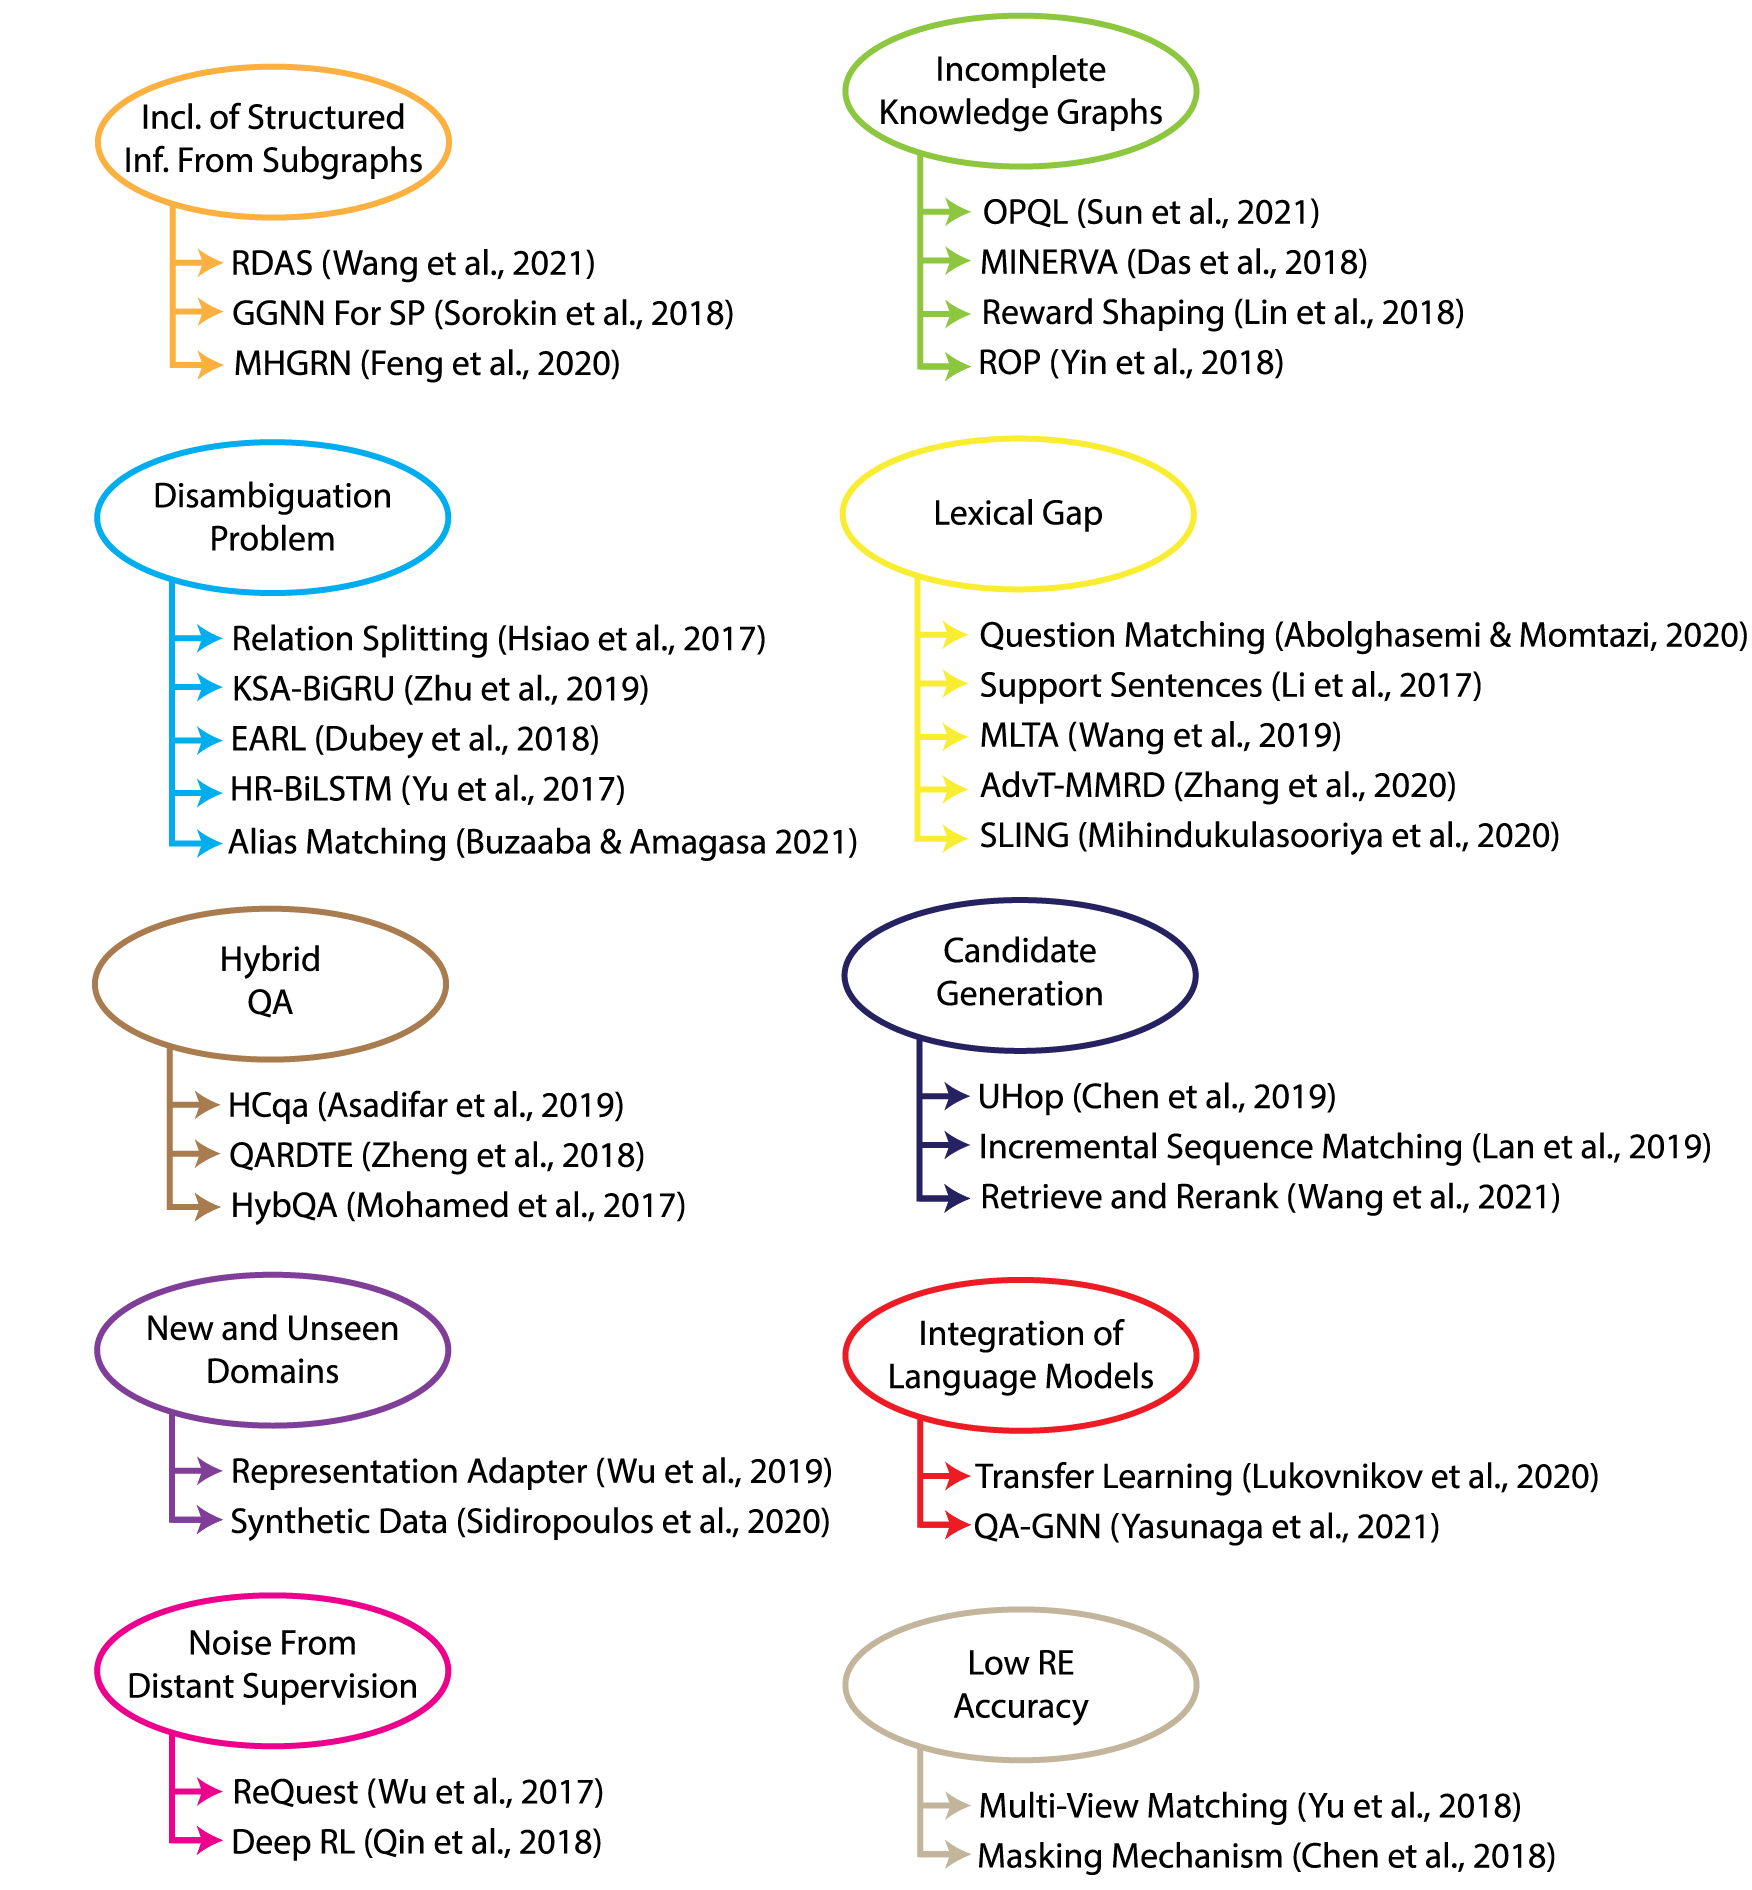 Incl. of Structured
Inf. From Subgraphs
RDAS (Wang et al., 2021)
GGNN For SP (Sorokin et al., 2018)
MHGRN (Feng et al., 2020)
Incomplete
Knowledge Graphs
OPQL (Sun et al., 2021)
MINERVA (Das et al., 2018)
Reward Shaping (Lin et al., 2018)
ROP (Yin et al., 2018)
Disambiguation
Problem
Relation Splitting (Hsiao et al., 2017)
KSA-BiGRU (Zhu et al., 2019)
EARL (Dubey et al., 2018)
HR-BiLSTM (Yu et al., 2017)
Alias Matching (Buzaaba & Amagasa 2021)
Lexical Gap
Question Matching (Abolghasemi & Momtazi, 2020)
Support Sentences (Li et al., 2017)
MLTA (Wang et al., 2019)
AdvT-MMRD (Zhang et al., 2020)
SLING (Mihindukulasooriya et al., 2020)
Hybrid
QA
HCqa (Asadifar et al., 2019)
QARDTE (Zheng et al., 2018)
HybQA (Mohamed et al., 2017)
Candidate
Generation
UHop (Chen et al., 2019)
Incremental Sequence Matching (Lan et al., 2019)
Retrieve and Rerank (Wang et al., 2021)
New and Unseen
Domains
Representation Adapter (Wu et al., 2019)
Synthetic Data (Sidiropoulos et al., 2020)
Integration of
Language Models
Transfer Learning (Lukovnikov et al., 2020)
QA-GNN (Yasunaga et al., 2021)
Noise From
Distant Supervision
ReQuest (Wu et al., 2017)
Deep RL (Qin et al., 2018)
Low RE
Accuracy
Multi-View Matching (Yu et al., 2018)
Masking Mechanism (Chen et al., 2018)